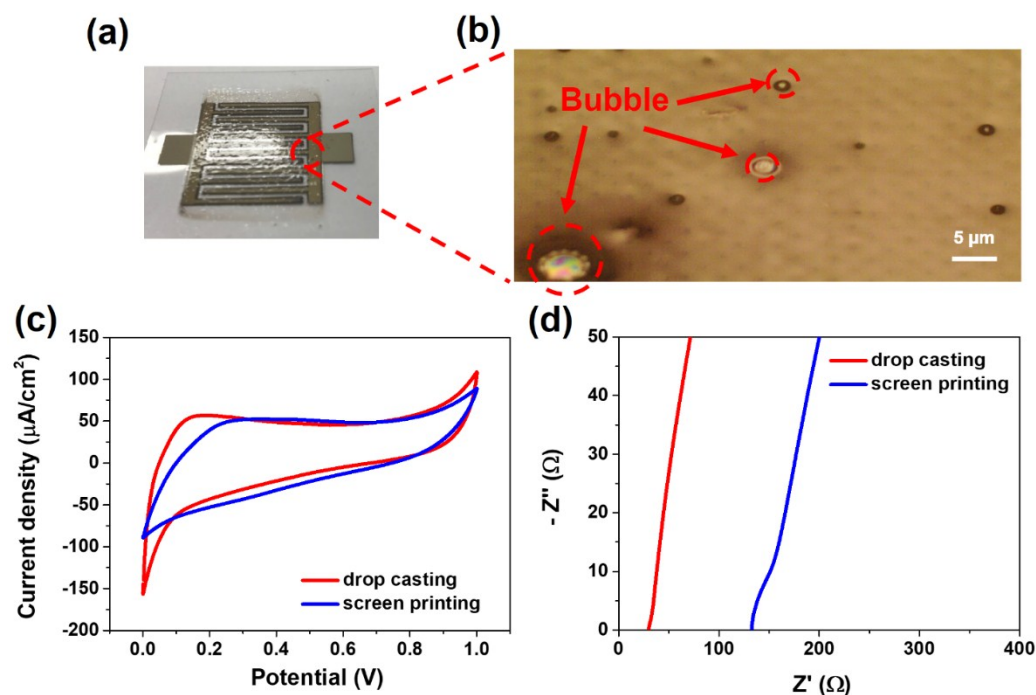 (a)
(b)
Bubble
5 μm
(c)
150
100
50
0
-50
-100
-150
-200
Current density (μA/cm²)
0.0 0.2 0.4 0.6 0.8 1.0
Potential (V)
drop casting
screen printing
(d)
50
40
30
20
10
0
- Z'' (Ω)
0 100 200 300 400
Z' (Ω)
drop casting
screen printing